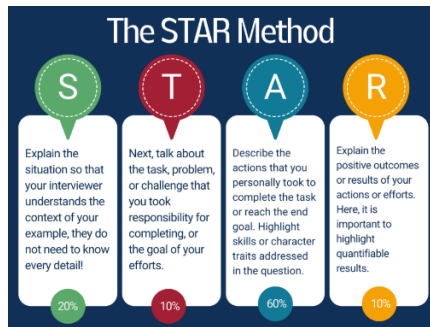 The STAR Method
S
Explain the
situation so that
your interviewer
understands the
context of your
example, they do
not need to know
every detail!
20%
T
Next, talk about
the task, problem,
or challenge that
you took
responsibility for
completing, or
the goal of your
efforts.
10%
A
Describe the
actions that you
personally took to
complete the task
or reach the end
goal. Highlight
skills or character
traits addressed
in the question.
60%
R
Explain the
positive outcomes
or results of your
actions or efforts.
Here, it is
important to
highlight
quantifiable
results.
10%